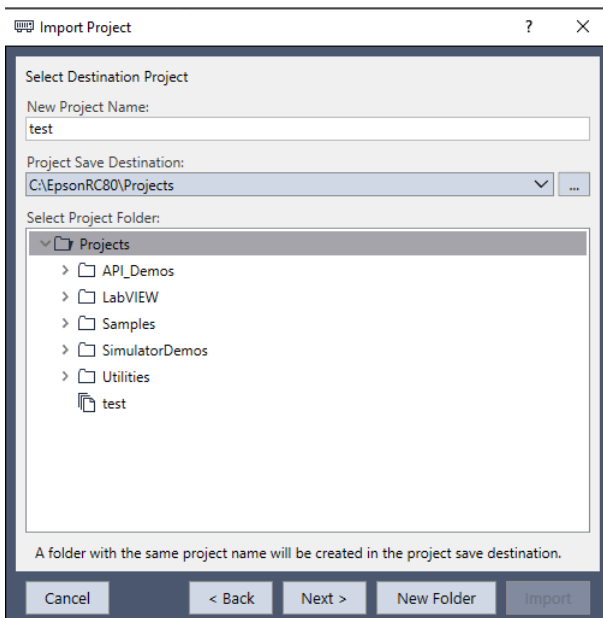 Import Project
?
Select Destination Project
New Project Name:
test
Project Save Destination:
C:\EpsonRC80\Projects
...
Select Project Folder:
Projects
API_Demos
LabVIEW
Samples
SimulatorDemos
Utilities
test
A folder with the same project name will be created in the project save destination.
Cancel < Back Next > New Folder Import